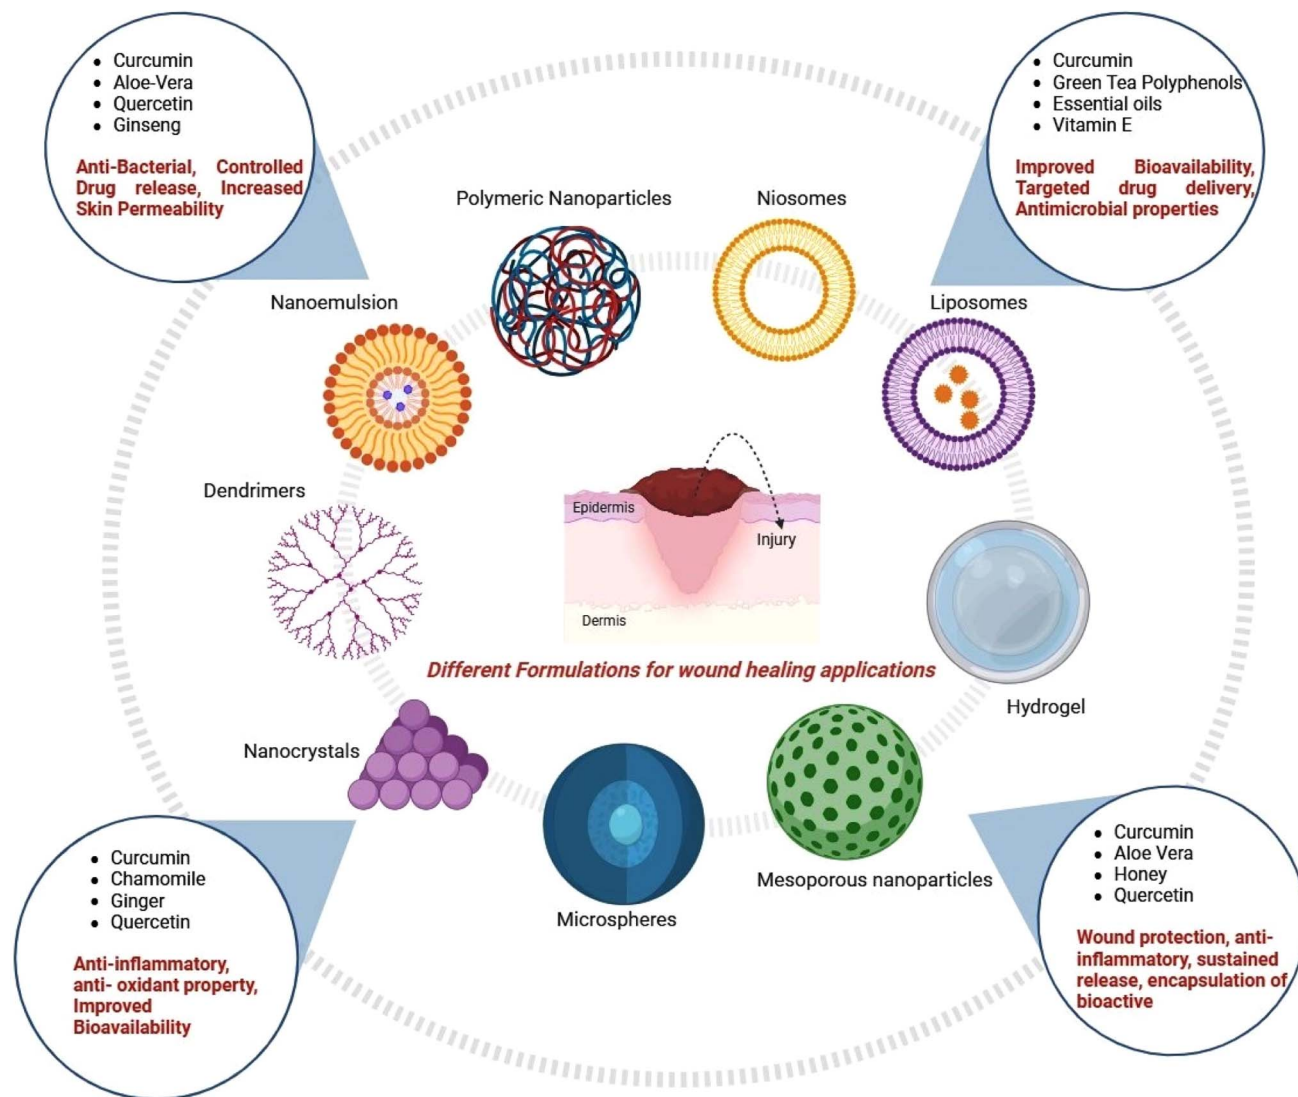 • Curcumin
• Aloe-Vera
• Quercetin
• Ginseng
Anti-Bacterial, Controlled
Drug release, Increased
Skin Permeability
• Curcumin
• Green Tea Polyphenols
• Essential oils
• Vitamin E
Improved Bioavailability,
Targeted drug delivery,
Antimicrobial properties
Polymeric Nanoparticles
Niosomes
Nanoemulsion
Liposomes
Dendrimers
Epidermis
Injury
Dermis
Different Formulations for wound healing applications
Hydrogel
Nanocrystals
Mesoporous nanoparticles
Microspheres
• Curcumin
• Chamomile
• Ginger
• Quercetin
Anti-inflammatory,
anti- oxidant property,
Improved
Bioavailability
• Curcumin
• Aloe Vera
• Honey
• Quercetin
Wound protection, anti-
inflammatory, sustained
release, encapsulation of
bioactive